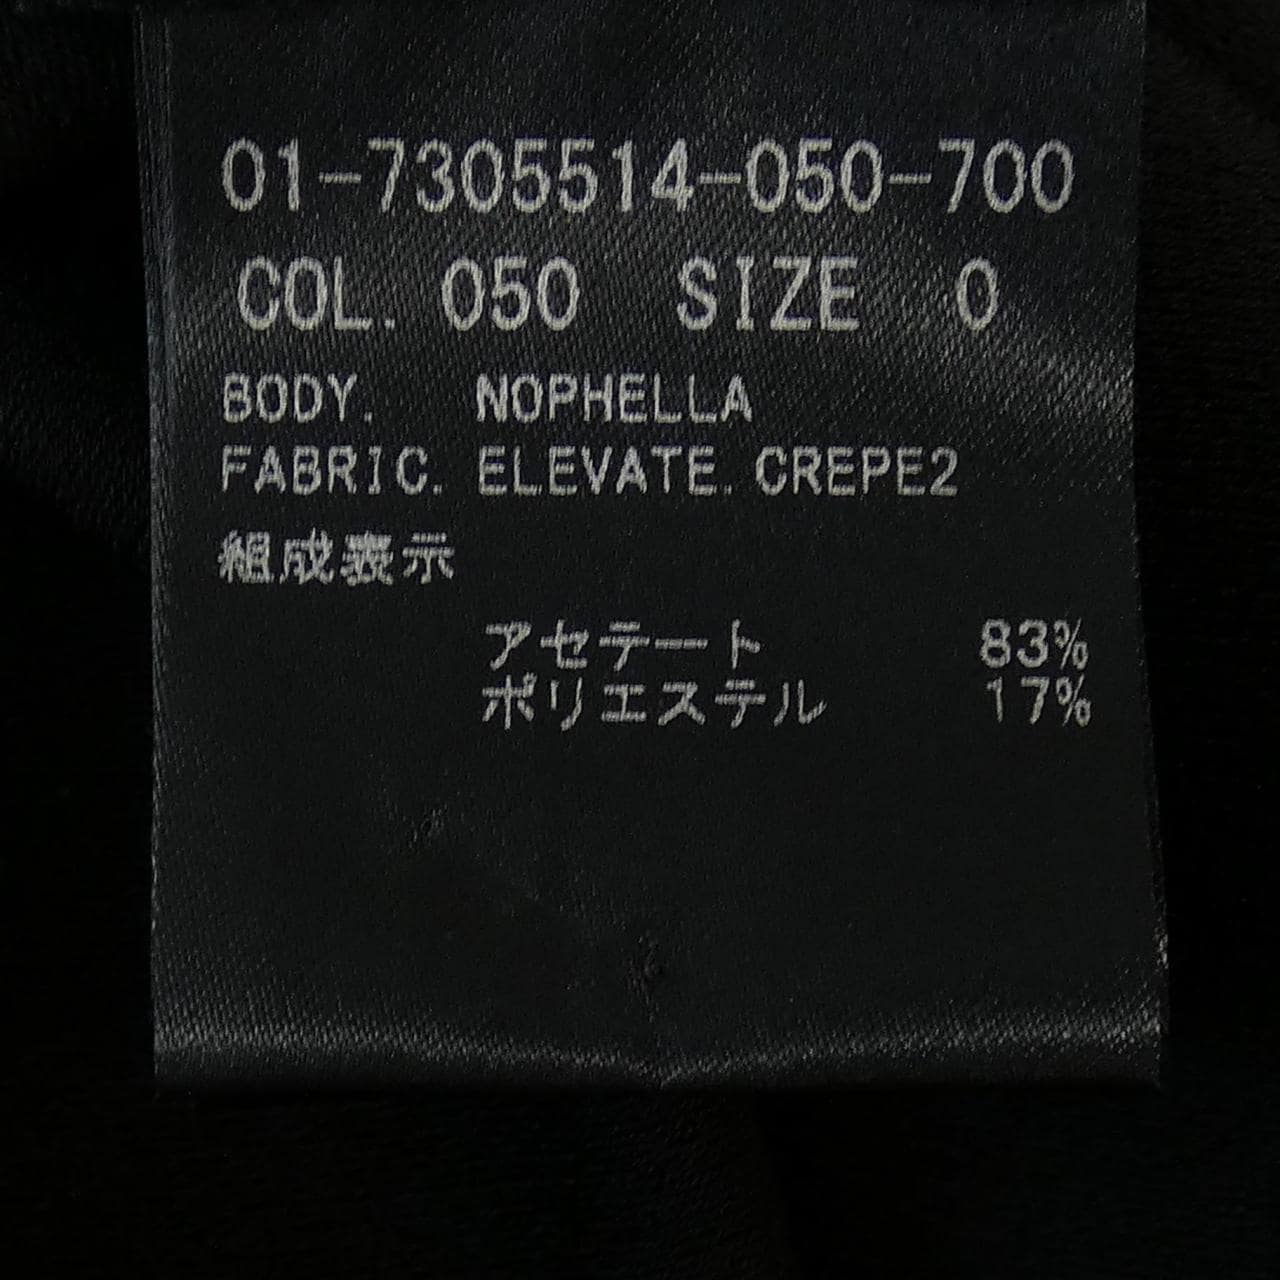 01-7305514-050-700
COL. 050 SIZE 0
BODY. NOPHELLA
FABRIC. ELEVATE. CREPE2
組成表示
アセテート 83%
ポリエステル 17%